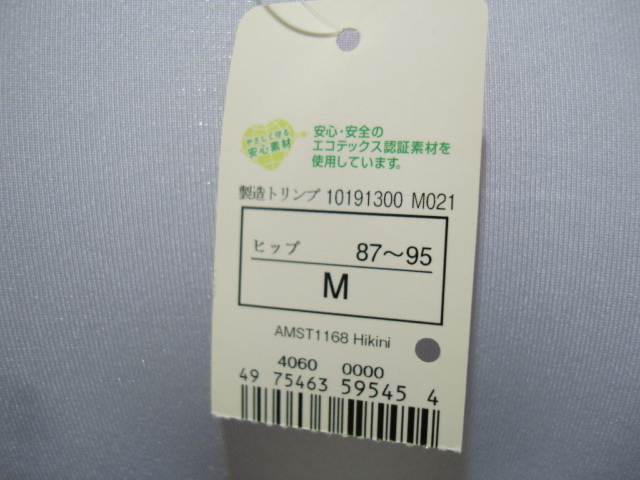 やさしく守る
安心素材
安心・安全の
エコテックス認証素材を
使用しています。
製造トリンプ 10191300 M021
ヒップ 87～95
M
AMST1168 Hikini
4060 0000
49 75463 59545 4